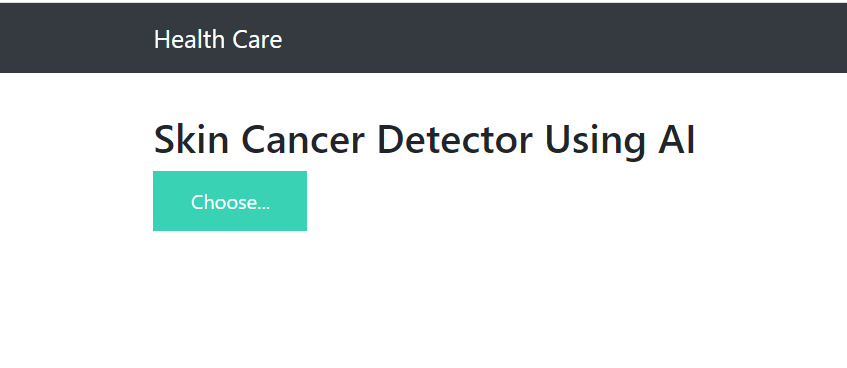 Health Care
Skin Cancer Detector Using AI
Choose...